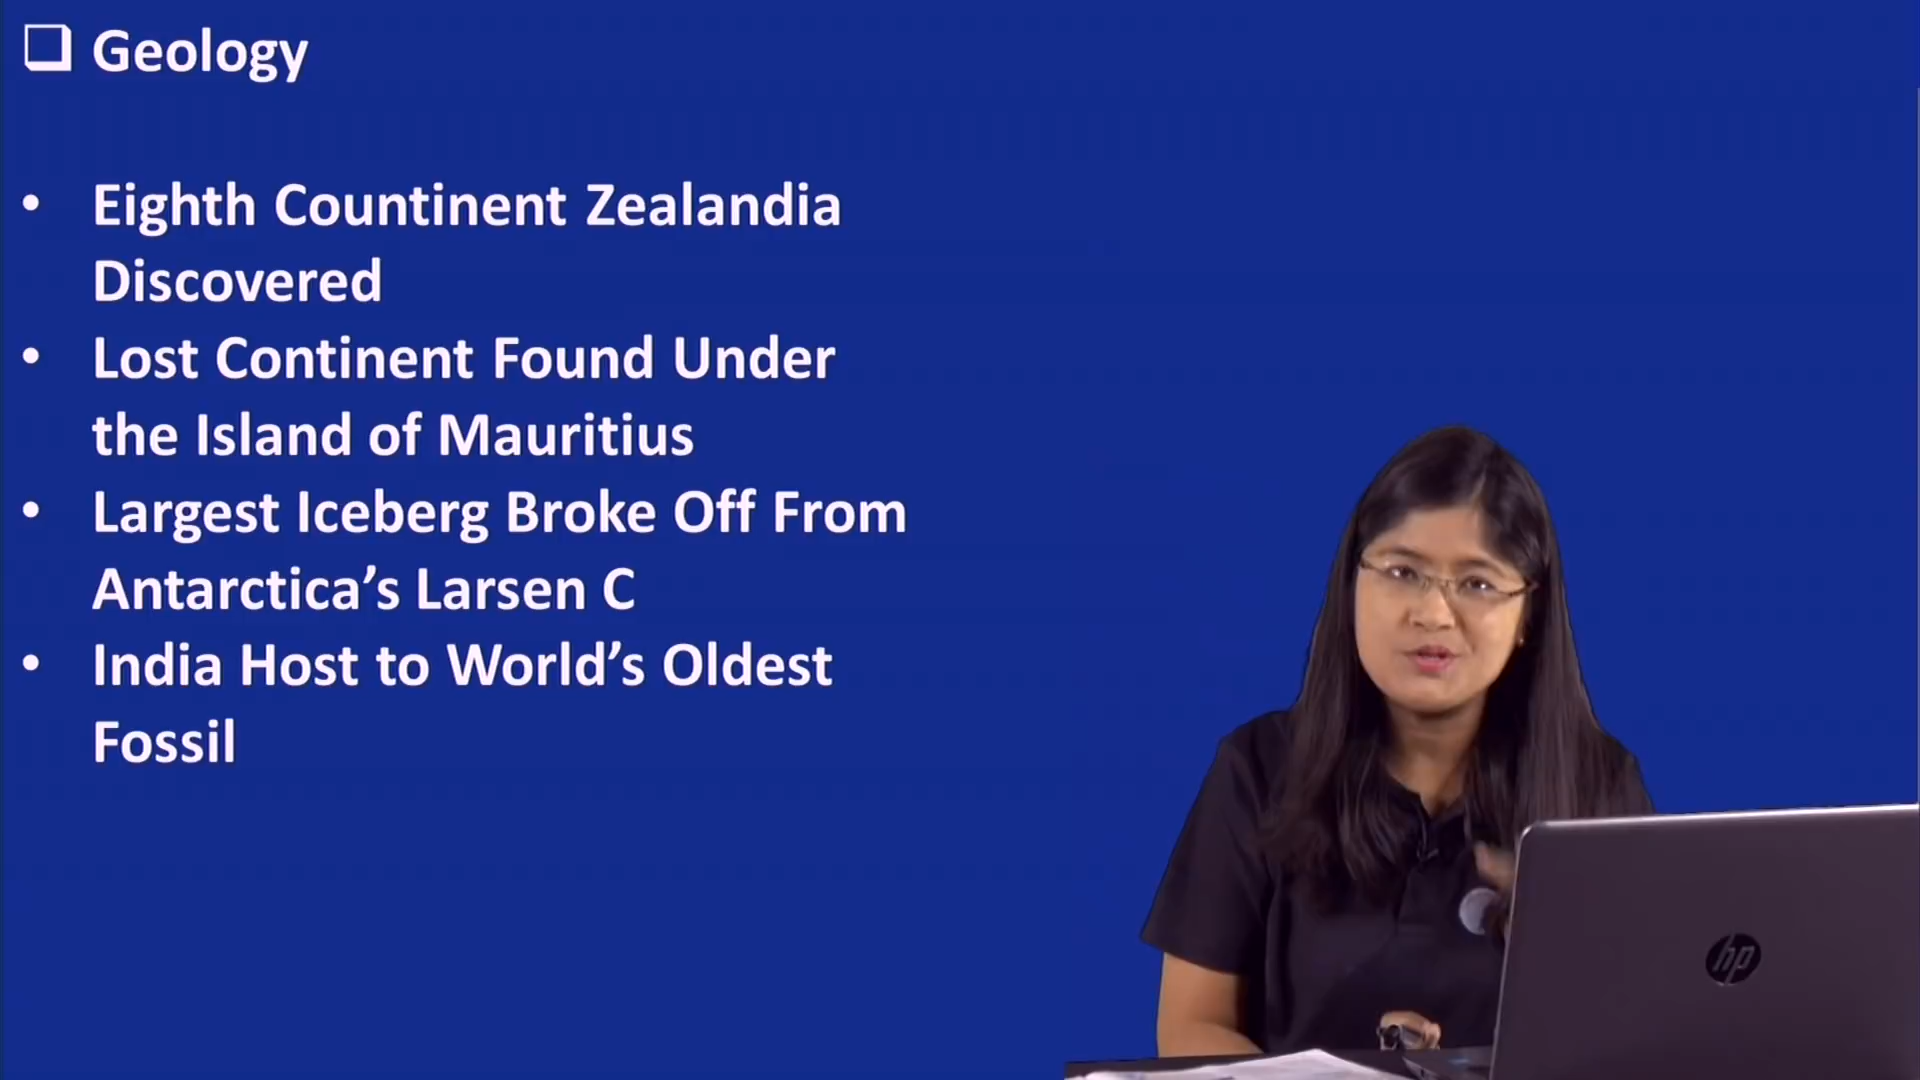 Geology
• Eighth Countinent Zealandia
Discovered
• Lost Continent Found Under
the Island of Mauritius
• Largest Iceberg Broke Off From
Antarctica’s Larsen C
• India Host to World’s Oldest
Fossil
hp